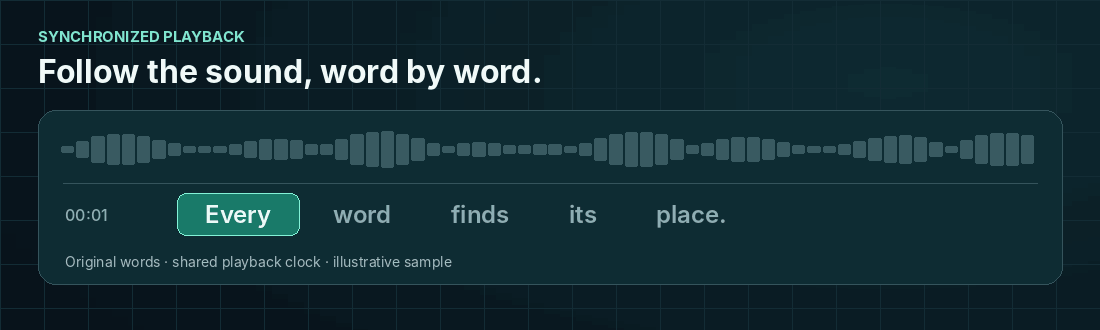 SYNCHRONIZED PLAYBACK
Follow the sound, word by word.
00:01 Every word finds its place.
Original words · shared playback clock · illustrative sample